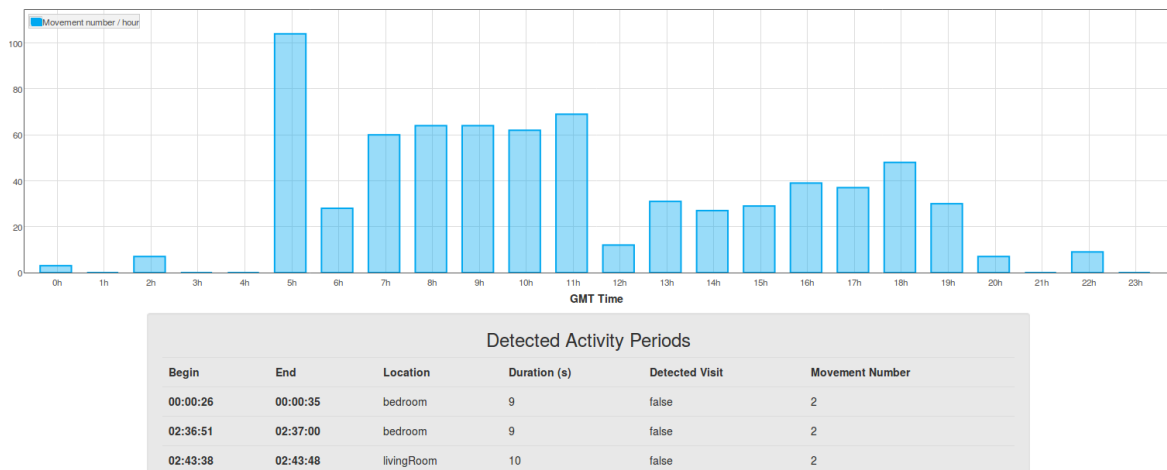 Movement number / hour
100
80
60
40
20
0
0h 1h 2h 3h 4h 5h 6h 7h 8h 9h 10h 11h 12h 13h 14h 15h 16h 17h 18h 19h 20h 21h 22h 23h
GMT Time
Detected Activity Periods
Begin End Location Duration (s) Detected Visit Movement Number
00:00:26 00:00:35 bedroom 9 false 2
02:36:51 02:37:00 bedroom 9 false 2
02:43:38 02:43:48 livingRoom 10 false 2